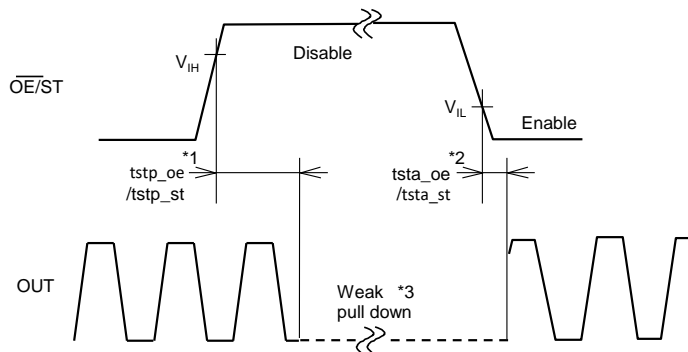 Disable
V_IH
OE/ST
V_IL
Enable
*1
tstp_oe
/tstp_st
*2
tsta_oe
/tsta_st
OUT
Weak *3
pull down